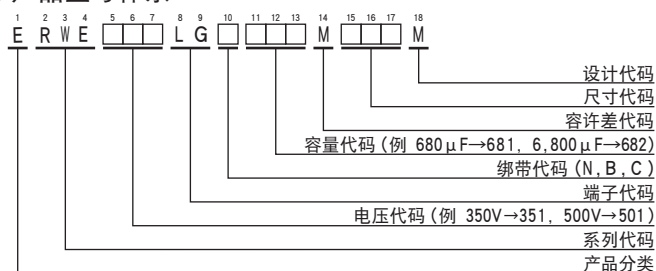 1 2 3 4 5 6 7 8 9 10 11 12 13 14 15 16 17 18
E RWE □□□ LG □ □□□ M □□□ M
设计代码
尺寸代码
容许差代码
容量代码 (例 680μF→681, 6,800μF→682)
绑带代码 (N,B,C)
端子代码
电压代码 (例 350V→351, 500V→501)
系列代码
产品分类